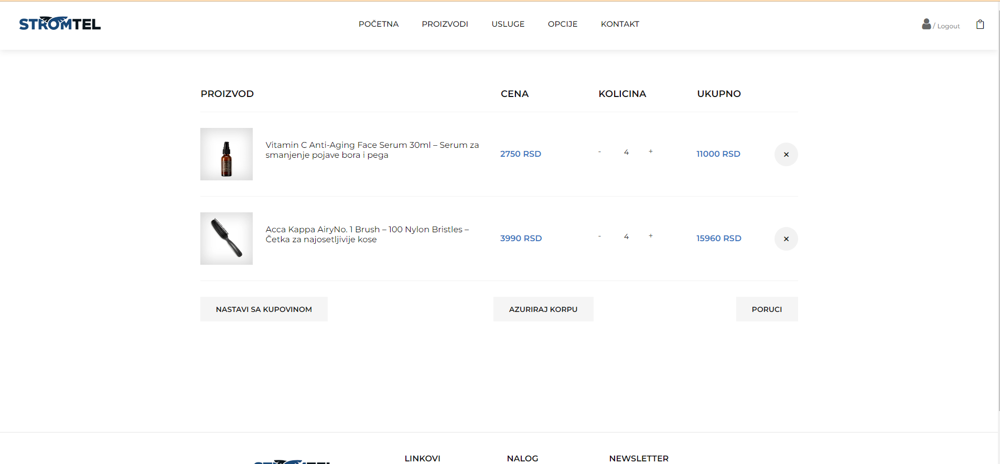 STROMTEL
POČETNA PROIZVODI USLUGE OPCIJE KONTAKT
/ Logout
PROIZVOD CENA KOLICINA UKUPNO
Vitamin C Anti-Aging Face Serum 30ml – Serum za
smanjenje pojave bora i pega
2750 RSD - 4 + 11000 RSD ×
Acca Kappa AiryNo. 1 Brush – 100 Nylon Bristles –
Četka za najosetljivije kose
3990 RSD - 4 + 15960 RSD ×
NASTAVI SA KUPOVINOM AZURIRAJ KORPU PORUCI
STROMTEL LINKOVI NALOG NEWSLETTER